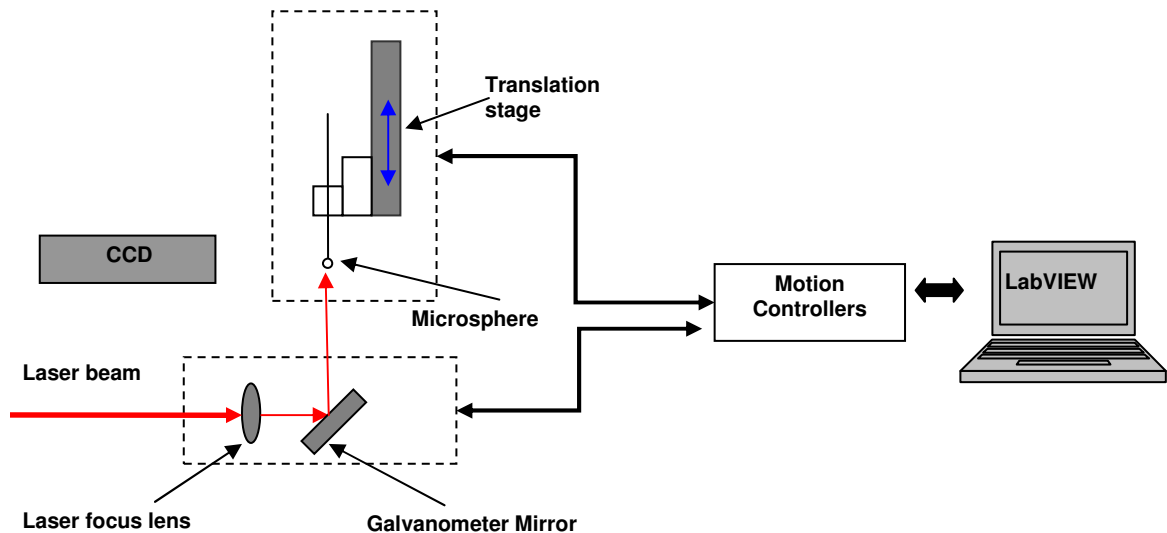 Translation
stage
CCD
Motion
Controllers
LabVIEW
Microsphere
Laser beam
Laser focus lens
Galvanometer Mirror